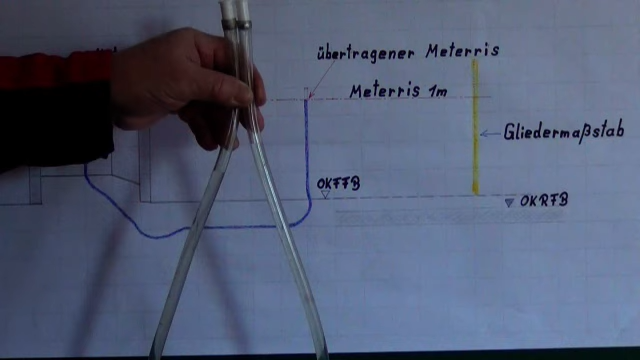 übertragener Meterris
Meterris 1m
Gliedermaßstab
OKFFB
OKRFB